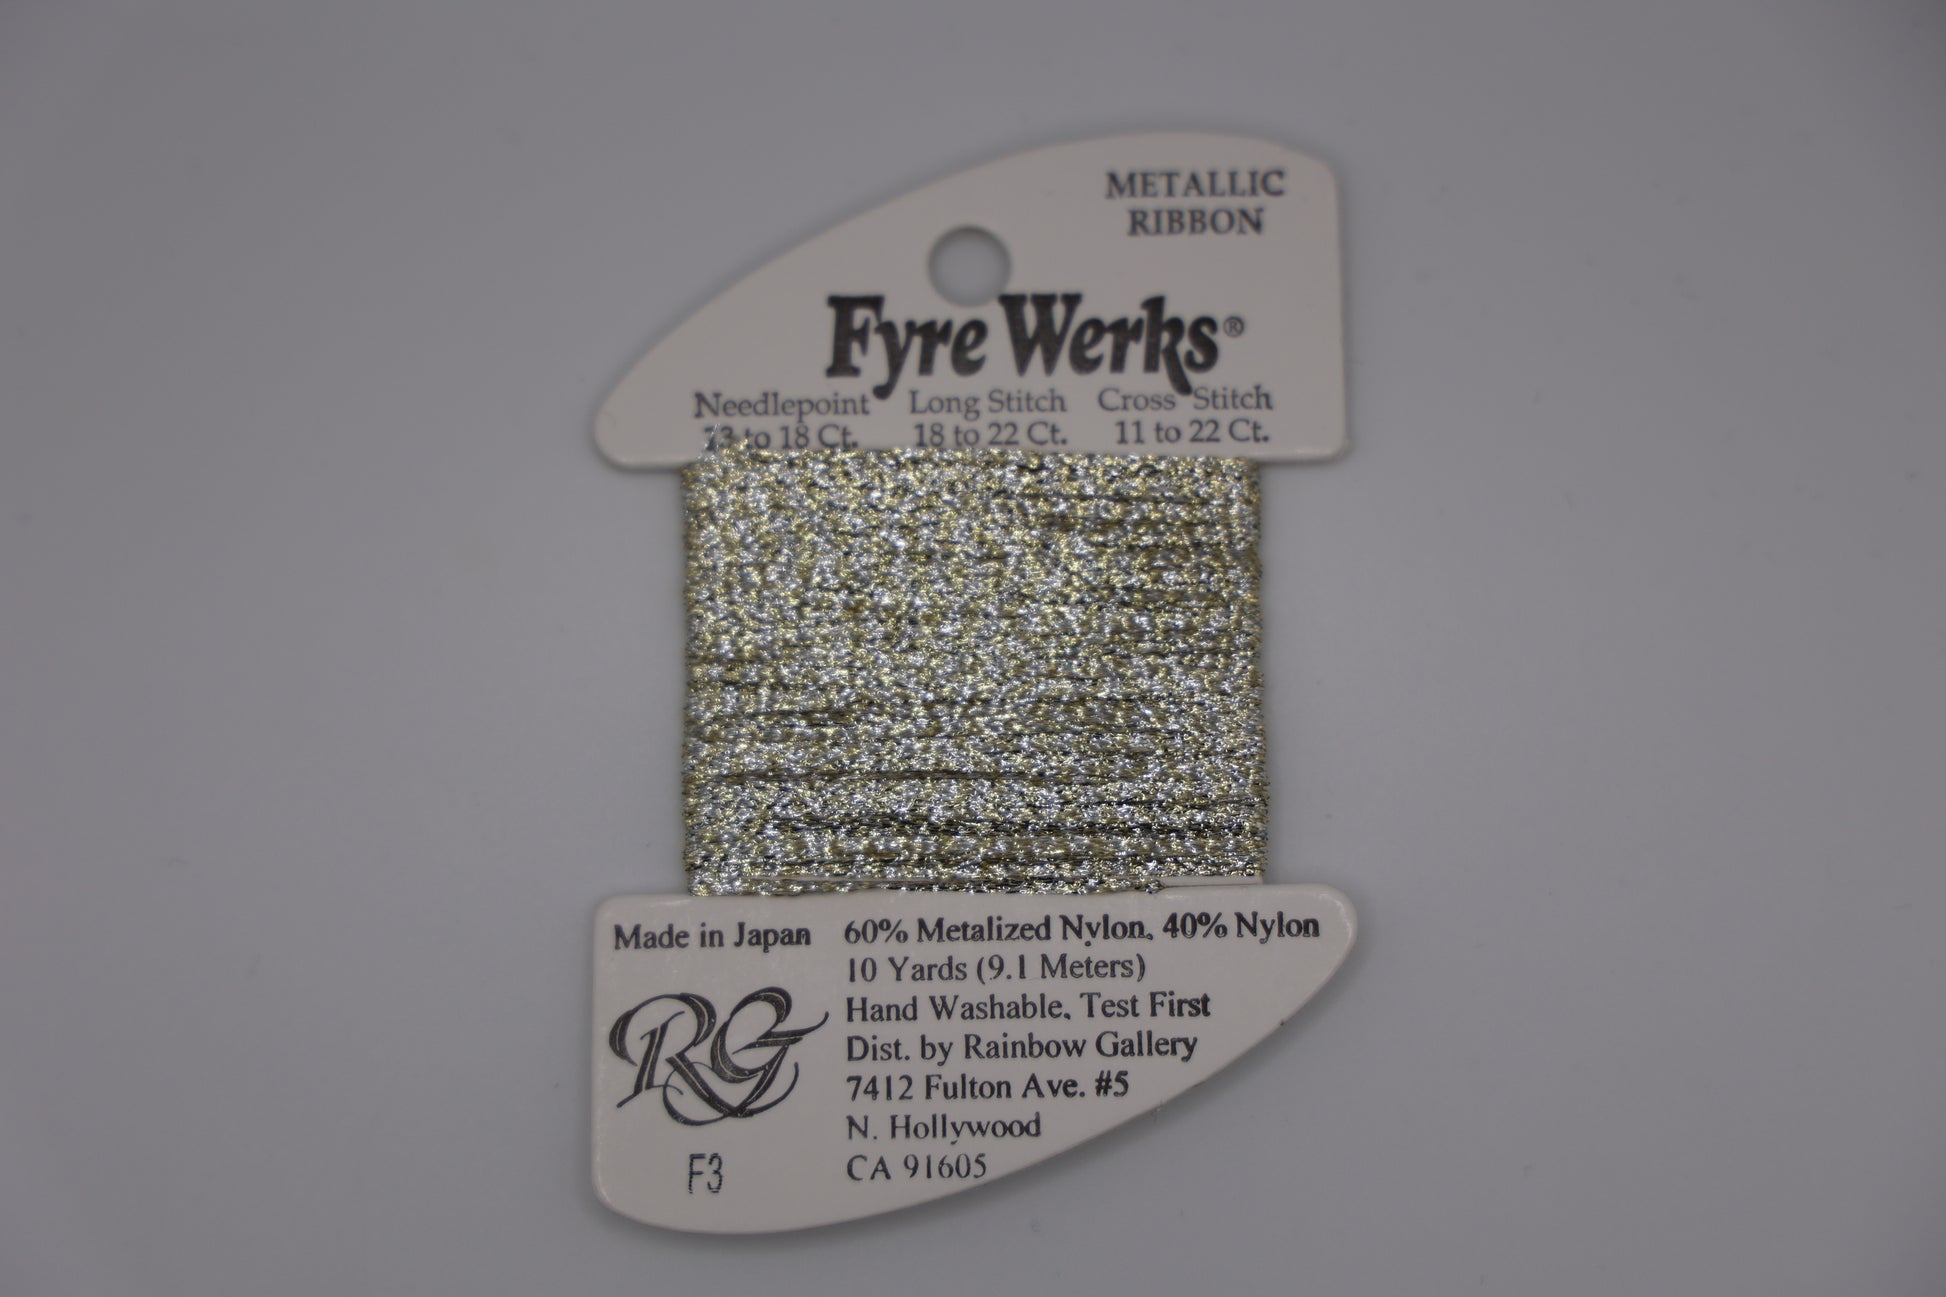 METALLIC
RIBBON
Fyre Werks®
Needlepoint Long Stitch Cross Stitch
13 to 18 Ct. 18 to 22 Ct. 11 to 22 Ct.
Made in Japan
60% Metalized Nylon, 40% Nylon
10 Yards (9.1 Meters)
Hand Washable, Test First
Dist. by Rainbow Gallery
7412 Fulton Ave. #5
N. Hollywood
CA 91605
RG
F3